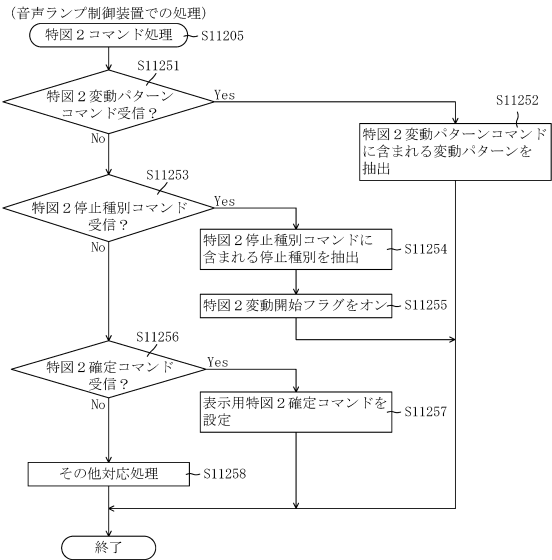 （音声ランプ制御装置での処理）
特図２コマンド処理
S11205
S11251
特図２変動パターン
コマンド受信？
Yes
No
S11252
特図２変動パターンコマンド
に含まれる変動パターンを
抽出
S11253
特図２停止種別コマンド
受信？
Yes
No
特図２停止種別コマンドに
含まれる停止種別を抽出
S11254
特図２変動開始フラグをオン
S11255
S11256
特図２確定コマンド
受信？
Yes
No
表示用特図２確定コマンドを
設定
S11257
その他対応処理
S11258
終了